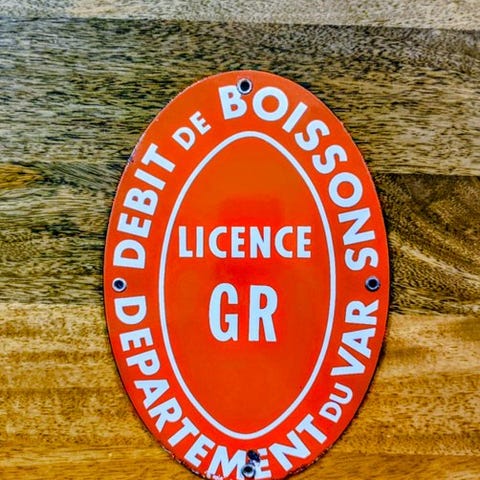 DEBIT DE BOISSONS
LICENCE
GR
DEPARTEMENT DU VAR